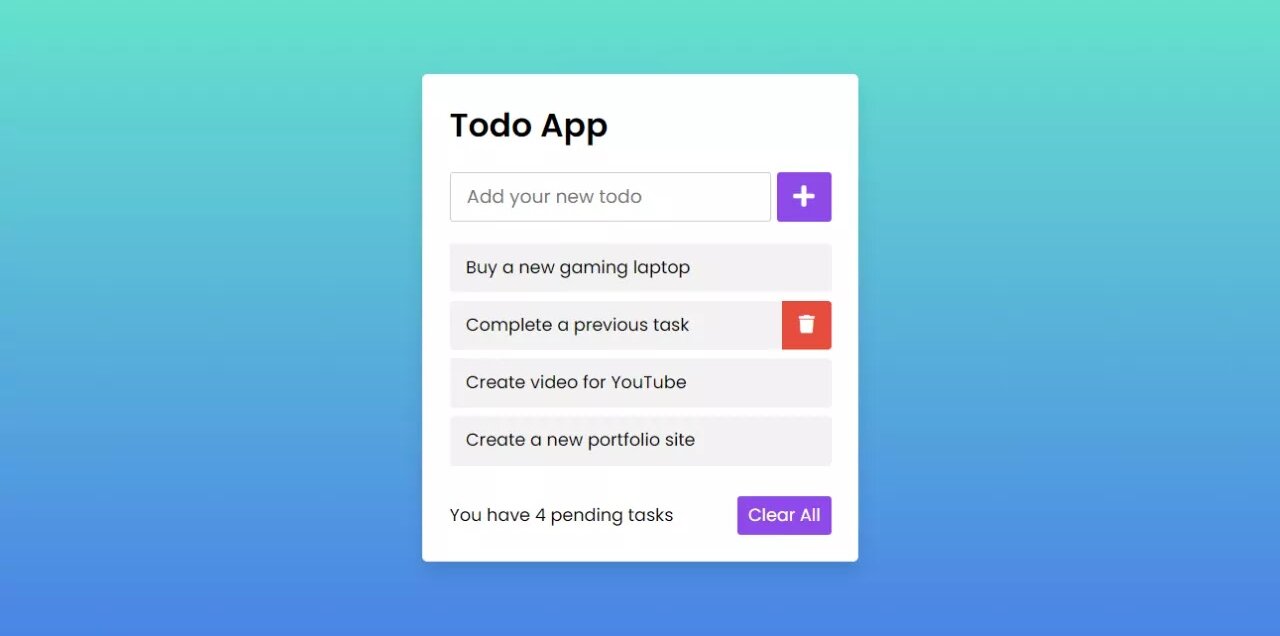 Todo App
Add your new todo
Buy a new gaming laptop
Complete a previous task
Create video for YouTube
Create a new portfolio site
You have 4 pending tasks
Clear All